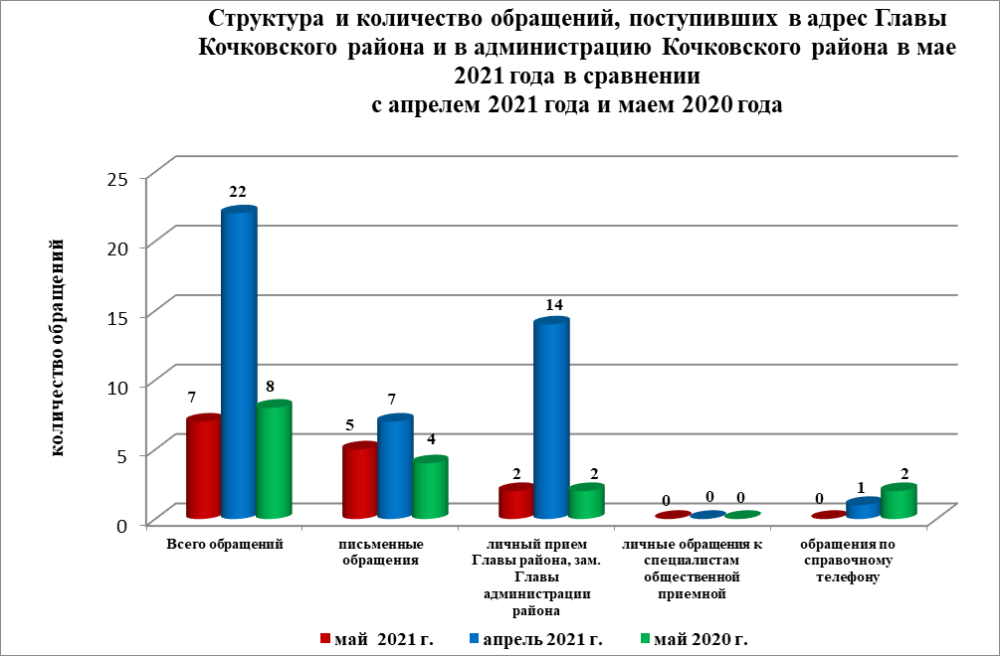 Структура и количество обращений, поступивших в адрес Главы
Кочковского района и в администрацию Кочковского района в мае
2021 года в сравнении
с апрелем 2021 года и маем 2020 года
количество обращений
25
20
15
10
5
0
7
22
8
5
7
4
2
14
2
0
0
0
0
1
2
Всего обращений
письменные
обращения
личный прием
Главы района, зам.
Главы
администрации
района
личные обращения к
специалистам
общественной
приемной
обращения по
справочному
телефону
май 2021 г.
апрель 2021 г.
май 2020 г.